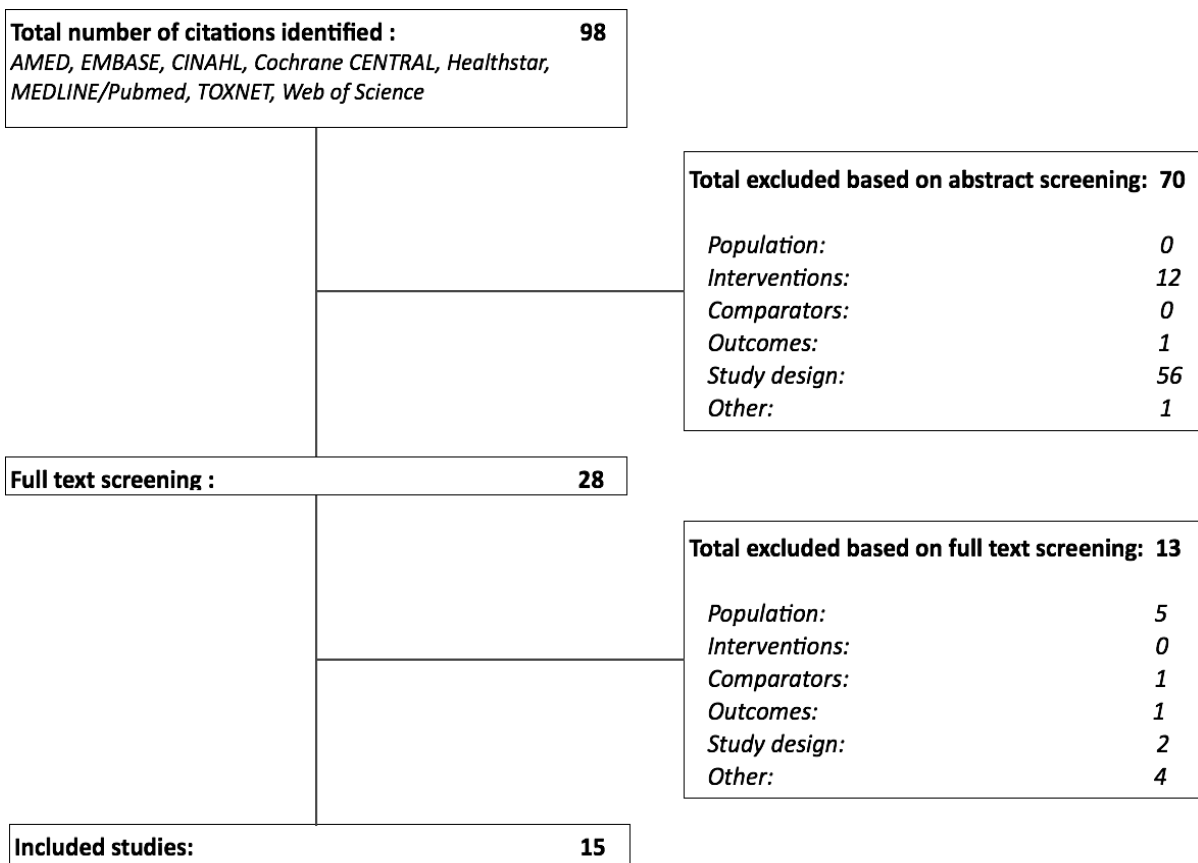 Total number of citations identified : 98
AMED, EMBASE, CINAHL, Cochrane CENTRAL, Healthstar,
MEDLINE/Pubmed, TOXNET, Web of Science
Total excluded based on abstract screening: 70
Population: 0
Interventions: 12
Comparators: 0
Outcomes: 1
Study design: 56
Other: 1
Full text screening : 28
Total excluded based on full text screening: 13
Population: 5
Interventions: 0
Comparators: 1
Outcomes: 1
Study design: 2
Other: 4
Included studies: 15